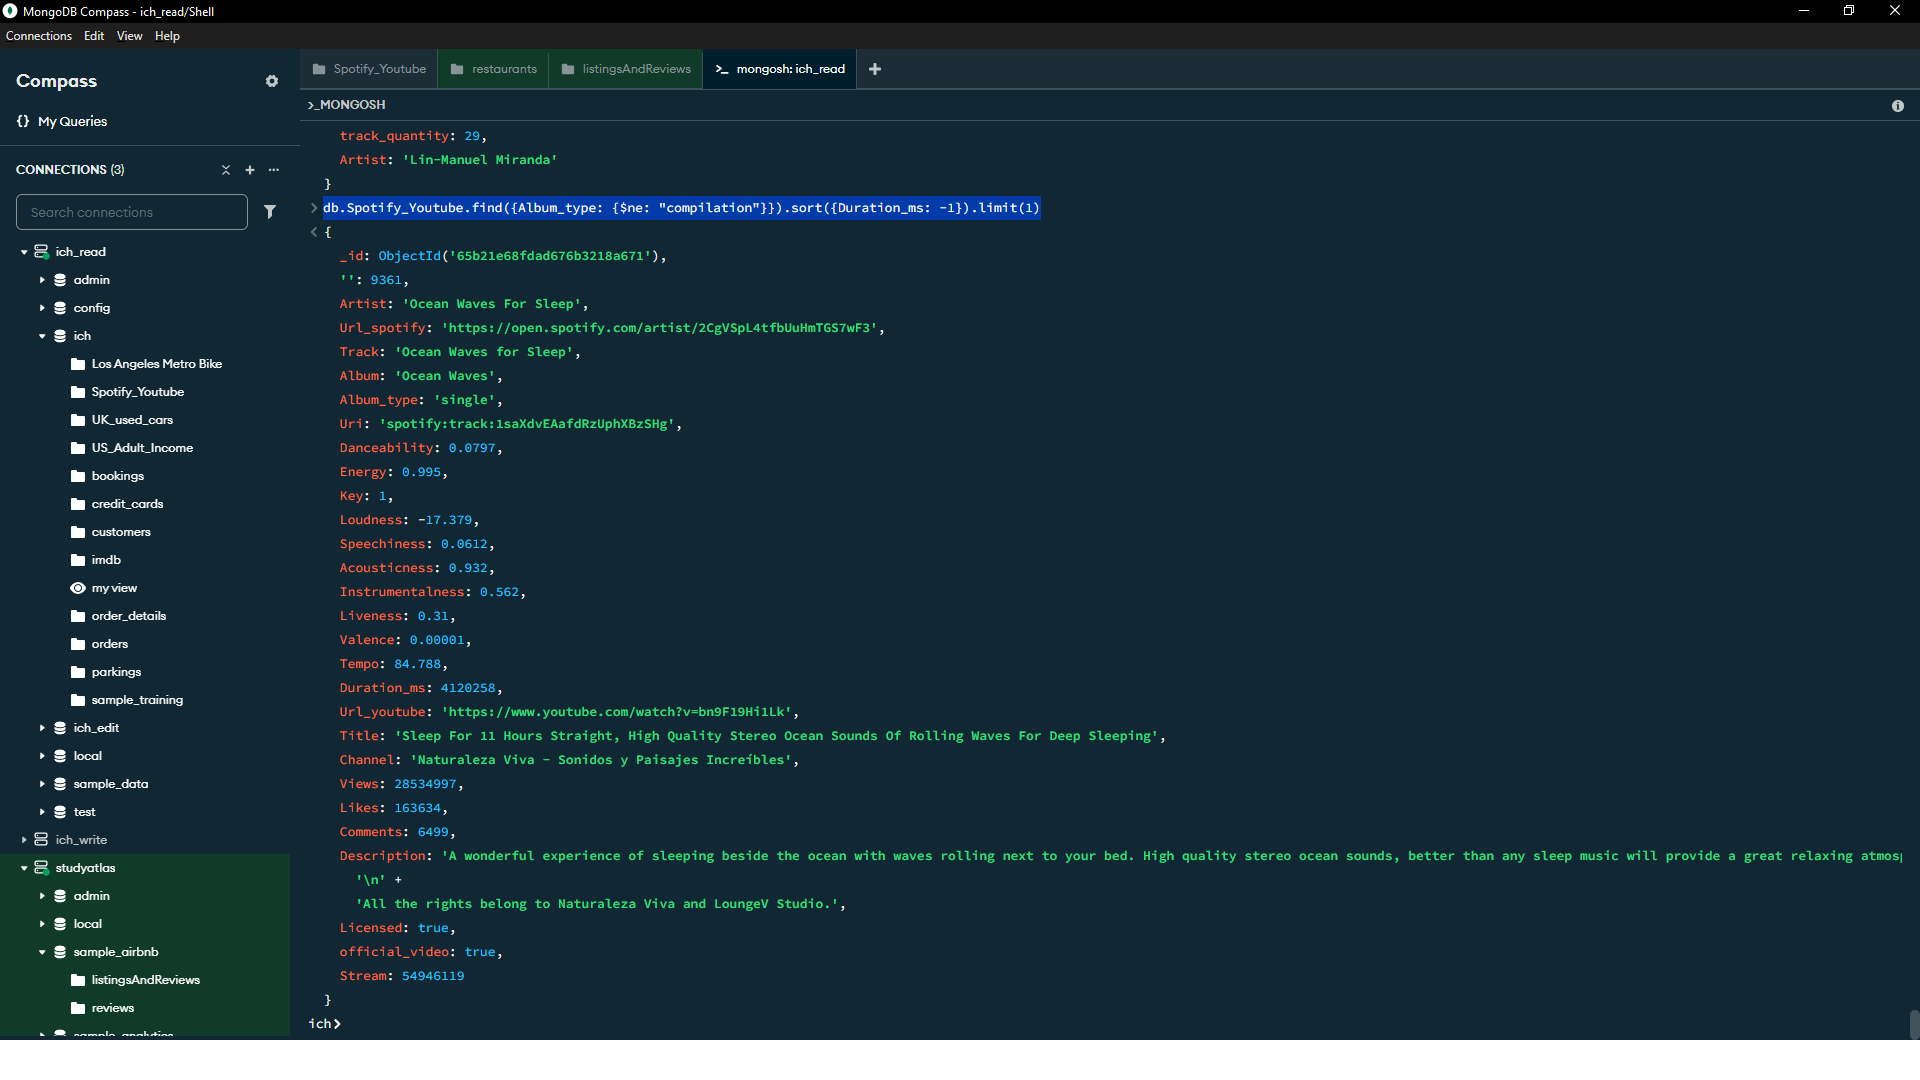 MongoDB Compass - ich_read/Shell
Connections Edit View Help
Compass
{} My Queries
CONNECTIONS (3)
Search connections
ich_read
admin
config
ich
Los Angeles Metro Bike
Spotify_Youtube
UK_used_cars
US_Adult_Income
bookings
credit_cards
customers
imdb
my view
order_details
orders
parkings
sample_training
ich_edit
local
sample_data
test
ich_write
studyatlas
admin
local
sample_airbnb
listingsAndReviews
reviews
sample_analytics
Spotify_Youtube restaurants listingsAndReviews >_ mongosh: ich_read +
>_MONGOSH
track_quantity: 29,
Artist: 'Lin-Manuel Miranda'
}
> db.Spotify_Youtube.find({Album_type: {$ne: "compilation"}}).sort({Duration_ms: -1}).limit(1)
< {
_id: ObjectId('65b21e68fdad676b3218a671'),
'': 9361,
Artist: 'Ocean Waves For Sleep',
Url_spotify: 'https://open.spotify.com/artist/2CgVSpL4tfbUuHmTGS7wF3',
Track: 'Ocean Waves for Sleep',
Album: 'Ocean Waves',
Album_type: 'single',
Uri: 'spotify:track:1saXdvEAafdRzUphXBzSHg',
Danceability: 0.0797,
Energy: 0.995,
Key: 1,
Loudness: -17.379,
Speechiness: 0.0612,
Acousticness: 0.932,
Instrumentalness: 0.562,
Liveness: 0.31,
Valence: 0.00001,
Tempo: 84.788,
Duration_ms: 4120258,
Url_youtube: 'https://www.youtube.com/watch?v=bn9F19Hi1Lk',
Title: 'Sleep For 11 Hours Straight, High Quality Stereo Ocean Sounds Of Rolling Waves For Deep Sleeping',
Channel: 'Naturaleza Viva - Sonidos y Paisajes Increíbles',
Views: 28534997,
Likes: 163634,
Comments: 6499,
Description: 'A wonderful experience of sleeping beside the ocean with waves rolling next to your bed. High quality stereo ocean sounds, better than any sleep music will provide a great relaxing
'\n' +
'All the rights belong to Naturaleza Viva and LoungeV Studio.',
Licensed: true,
official_video: true,
Stream: 54946119
}
ich>